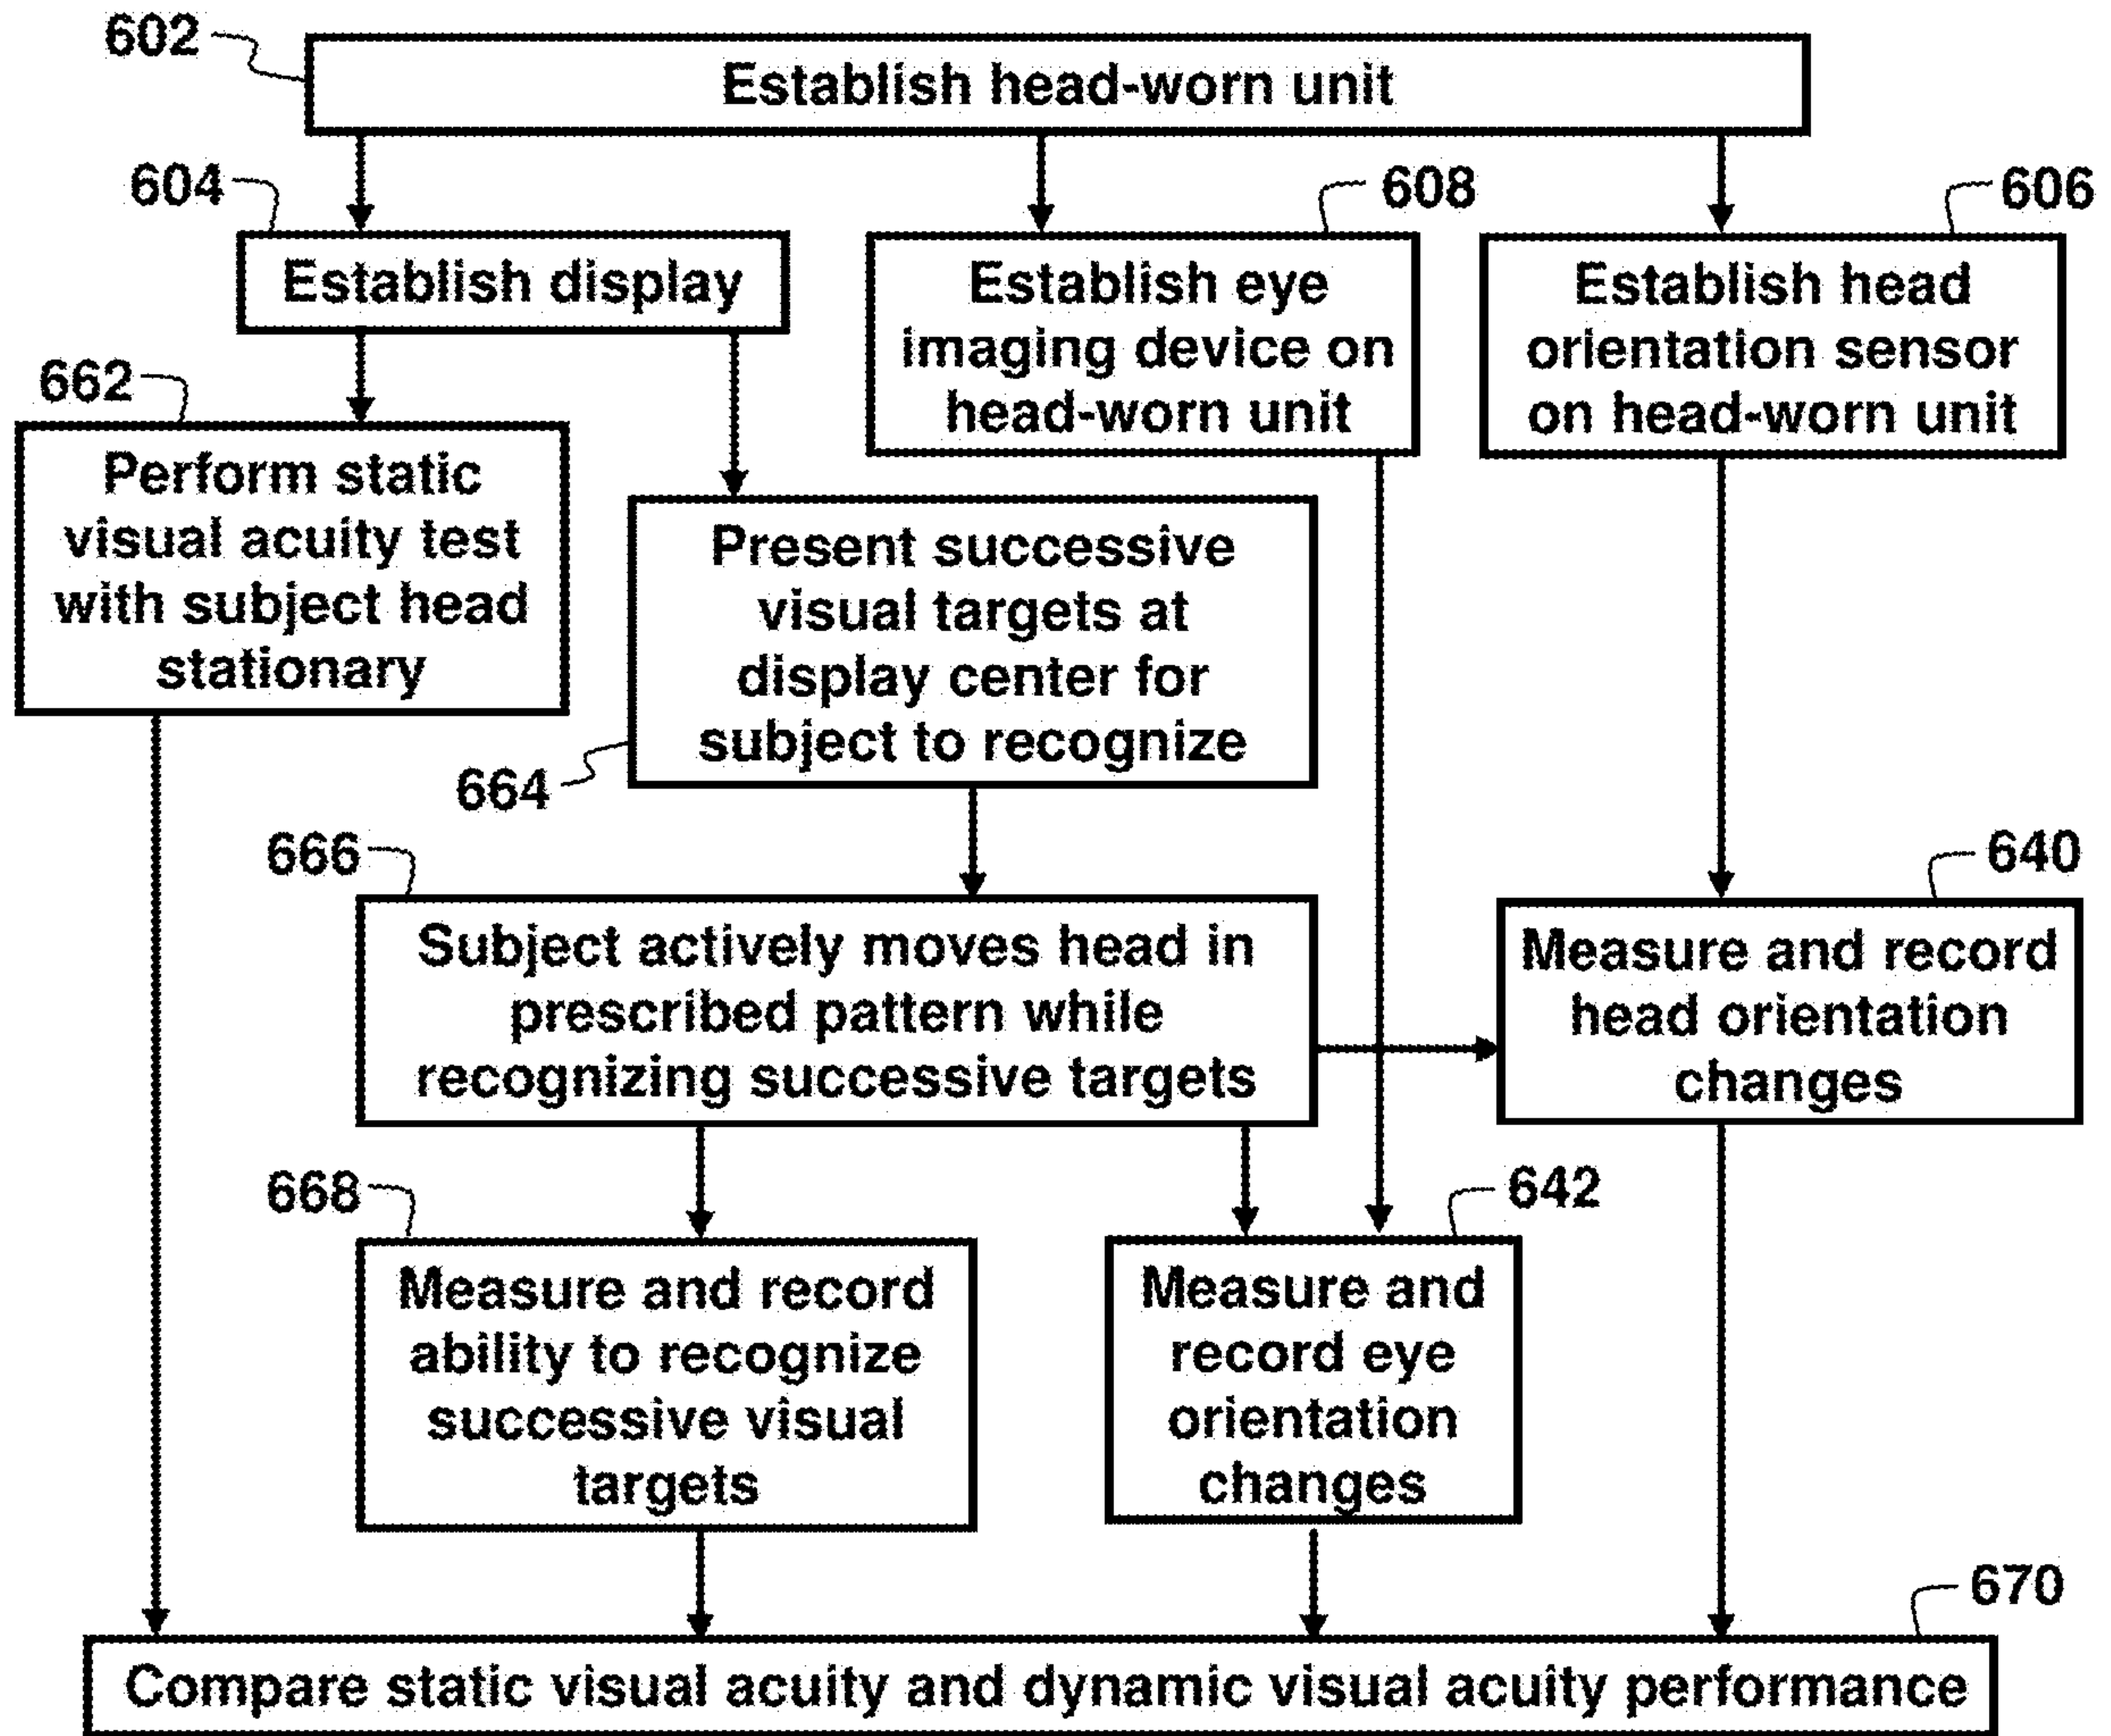 602
Establish head-worn unit
604
608
606
Establish display
Establish eye
imaging device on
head-worn unit
Establish head
orientation sensor
on head-worn unit
662
Perform static
visual acuity test
with subject head
stationary
Present successive
visual targets at
display center for
subject to recognize
664
666
640
Subject actively moves head in
prescribed pattern while
recognizing successive targets
Measure and record
head orientation
changes
668
642
Measure and record
ability to recognize
successive visual
targets
Measure and
record eye
orientation
changes
670
Compare static visual acuity and dynamic visual acuity performance